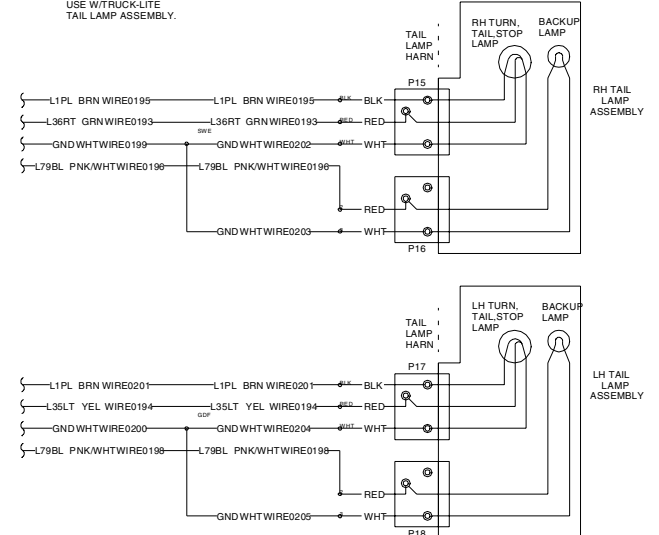 USE W/TRUCK-LITE
TAIL LAMP ASSEMBLY.
TAIL
LAMP
HARN
RH TURN,
TAIL,STOP
LAMP
BACKUP
LAMP
RH TAIL
LAMP
ASSEMBLY
P15
L1PL BRN WIRE0195 L1PL BRN WIRE0195 BLK BLK
L36RT GRN WIRE0193 L36RT GRN WIRE0193 RED RED
SWE
GND WHT WIRE0199 GND WHT WIRE0202 WHT WHT
L79BL PNK/WHT WIRE0196 L79BL PNK/WHT WIRE0196
RED
GND WHT WIRE0203 WHT
P16
TAIL
LAMP
HARN
LH TURN,
TAIL,STOP
LAMP
BACKUP
LAMP
LH TAIL
LAMP
ASSEMBLY
P17
L1PL BRN WIRE0201 L1PL BRN WIRE0201 BLK BLK
L35LT YEL WIRE0194 L35LT YEL WIRE0194 RED RED
GDF
GND WHT WIRE0200 GND WHT WIRE0204 WHT WHT
L79BL PNK/WHT WIRE0198 L79BL PNK/WHT WIRE0198
RED
GND WHT WIRE0205 WHT
P18